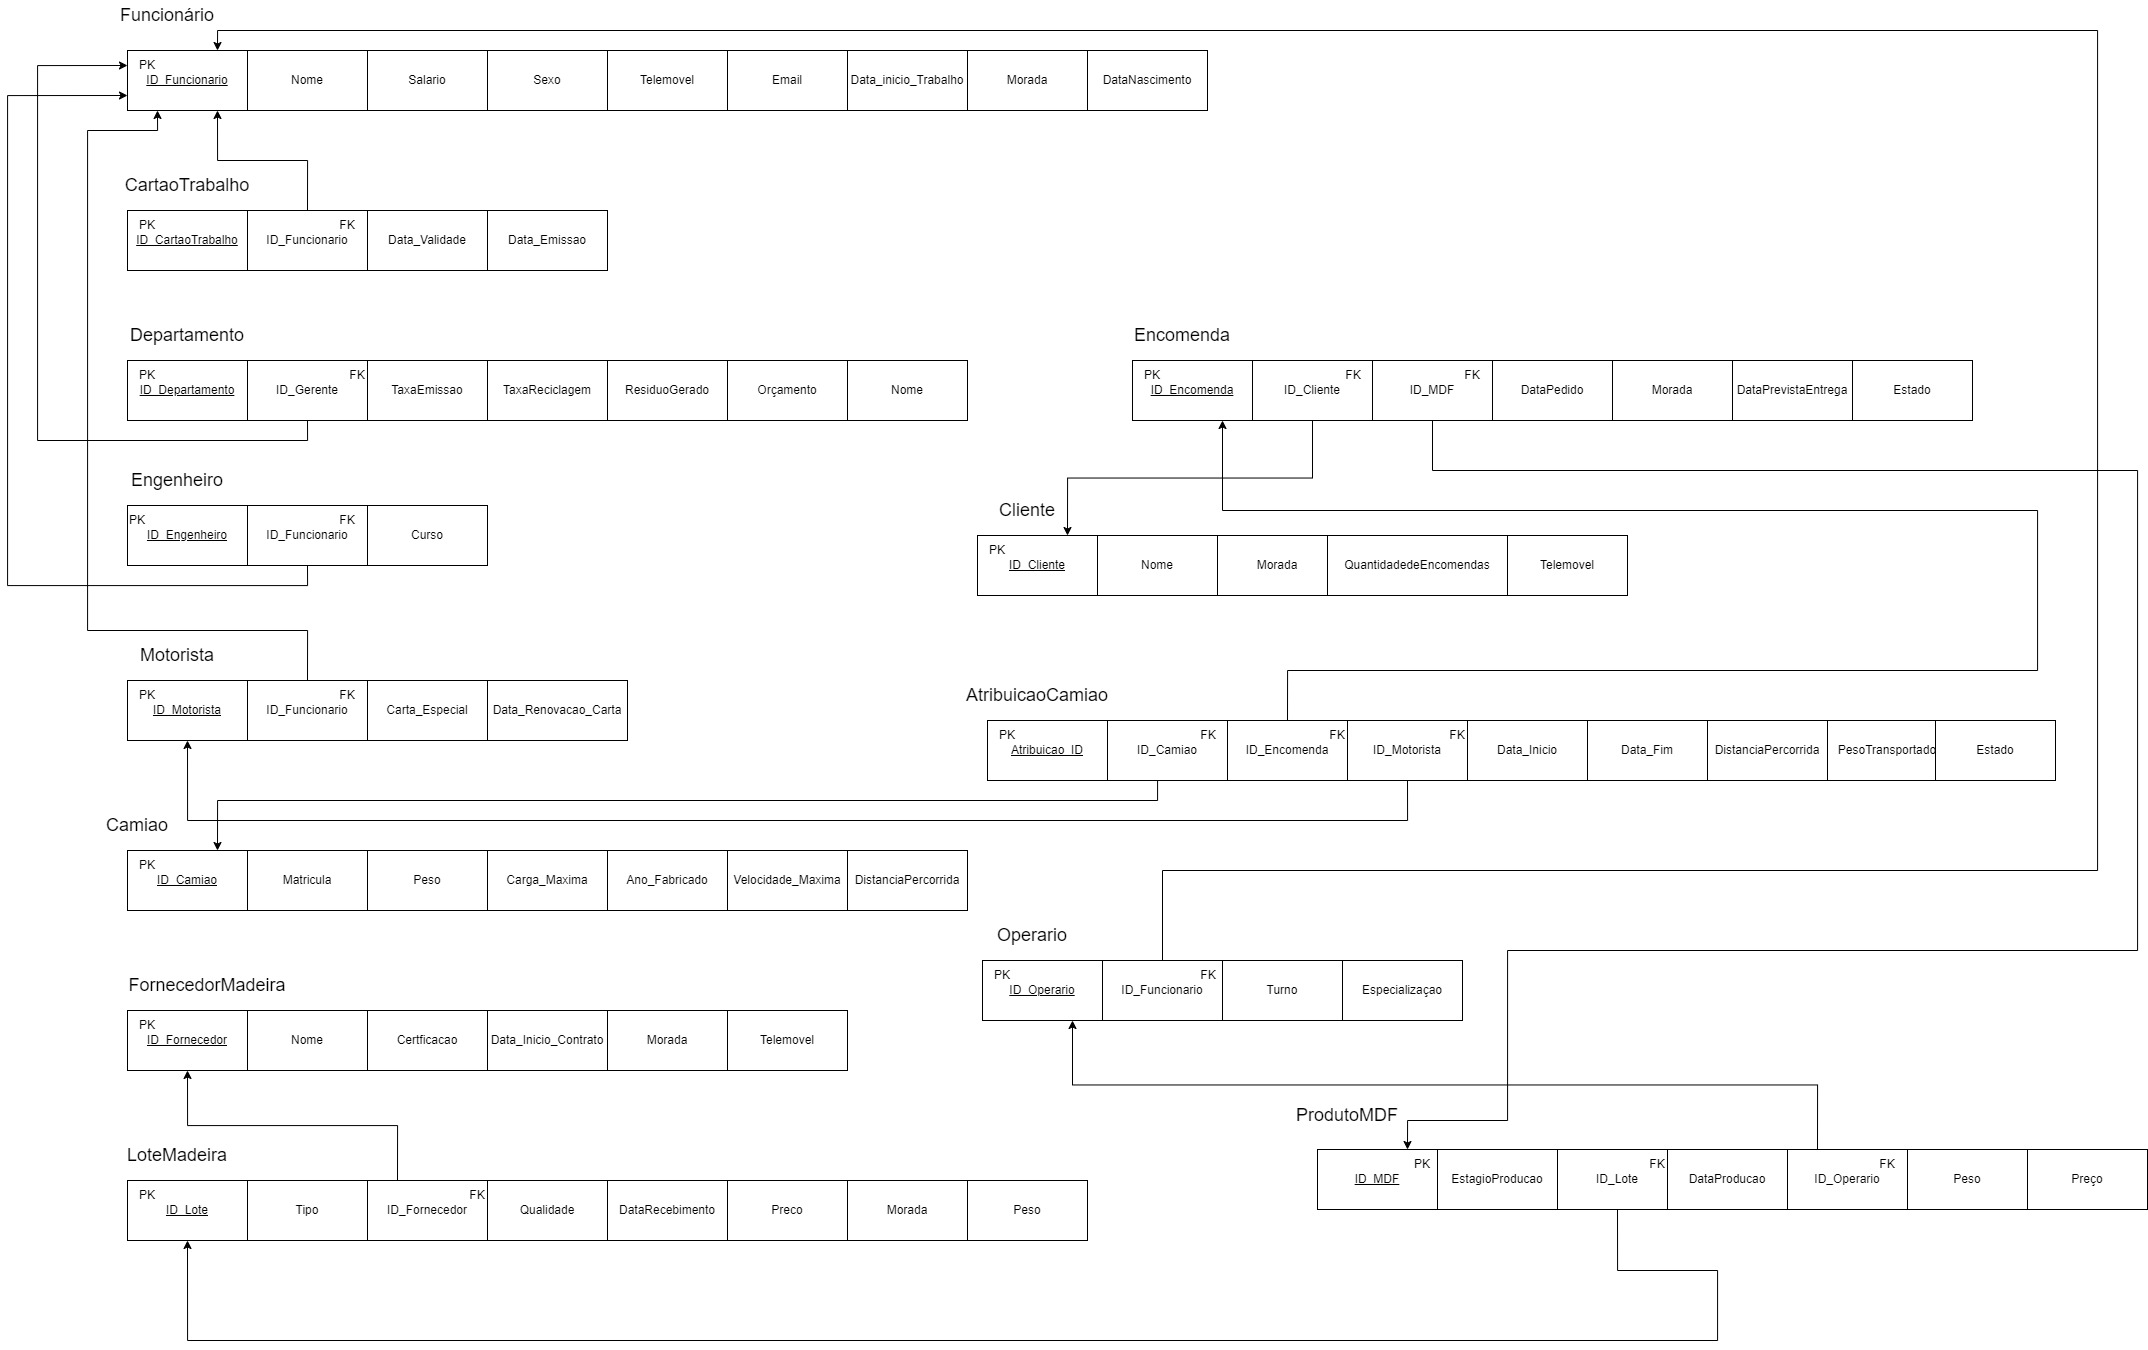 Funcionário
PK
ID_Funcionario Nome Salario Sexo Telemovel Email Data_inicio_Trabalho Morada DataNascimento
CartaoTrabalho
PK FK
ID_CartaoTrabalho ID_Funcionario Data_Validade Data_Emissao
Departamento
PK FK
ID_Departamento ID_Gerente TaxaEmissao TaxaReciclagem ResiduoGerado Orçamento Nome
Encomenda
PK FK FK
ID_Encomenda ID_Cliente ID_MDF DataPedido Morada DataPrevistaEntrega Estado
Engenheiro
PK FK
ID_Engenheiro ID_Funcionario Curso
Cliente
PK
ID_Cliente Nome Morada QuantidadedeEncomendas Telemovel
Motorista
PK FK
ID_Motorista ID_Funcionario Carta_Especial Data_Renovacao_Carta
AtribuicaoCamiao
PK FK FK FK
Atribuicao_ID ID_Camiao ID_Encomenda ID_Motorista Data_Inicio Data_Fim DistanciaPercorrida PesoTransportado Estado
Camiao
PK
ID_Camiao Matricula Peso Carga_Maxima Ano_Fabricado Velocidade_Maxima DistanciaPercorrida
Operario
PK FK
ID_Operario ID_Funcionario Turno Especializaçao
FornecedorMadeira
PK
ID_Fornecedor Nome Certficacao Data_Inicio_Contrato Morada Telemovel
ProdutoMDF
PK FK FK
ID_MDF EstagioProducao ID_Lote DataProducao ID_Operario Peso Preço
LoteMadeira
PK FK
ID_Lote Tipo ID_Fornecedor Qualidade DataRecebimento Preco Morada Peso